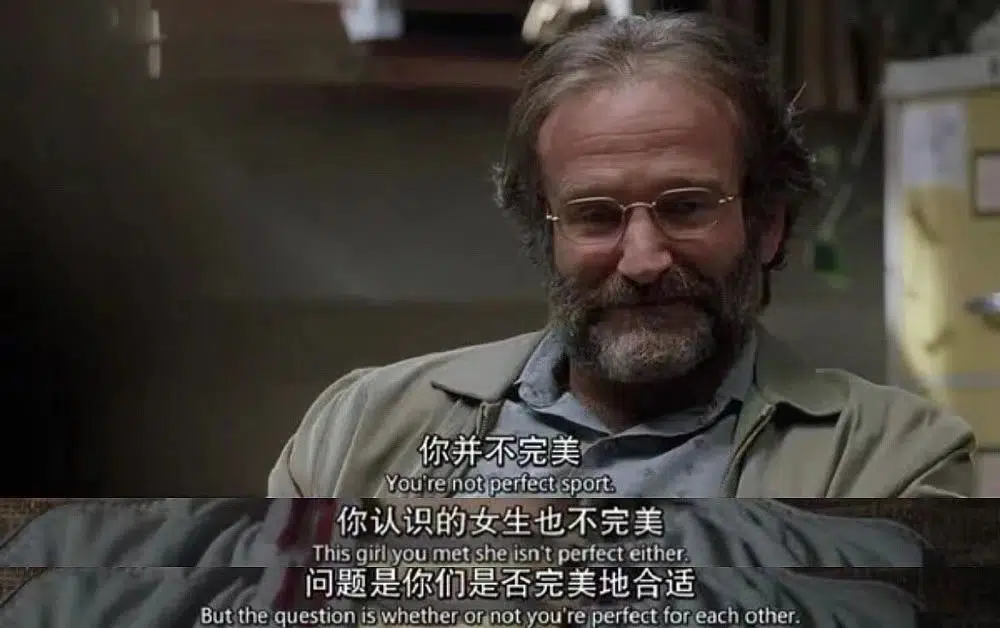 你并不完美
You're not perfect sport.
你认识的女生也不完美
This girl you met she isn't perfect either.
问题是你们是否完美地合适
But the question is whether or not you're perfect for each other.